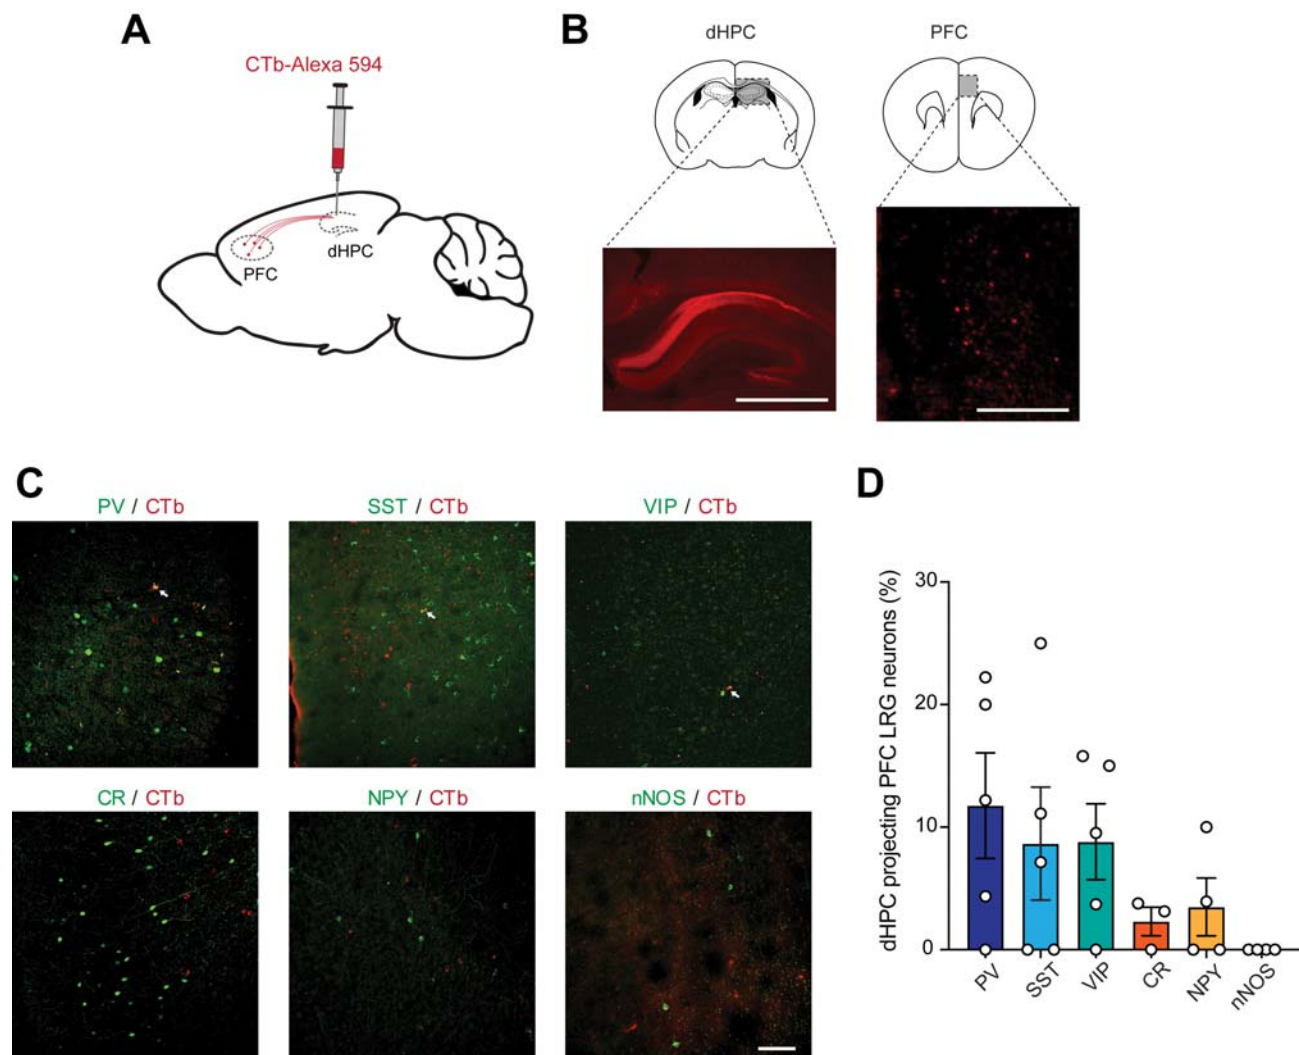 A
CTb-Alexa 594
PFC
dHPC
B
dHPC
PFC
C
PV / CTb
SST / CTb
VIP / CTb
CR / CTb
NPY / CTb
nNOS / CTb
D
dHPC projecting PFC LRG neurons (%)
30
20
10
0
PV
SST
VIP
CR
NPY
nNOS